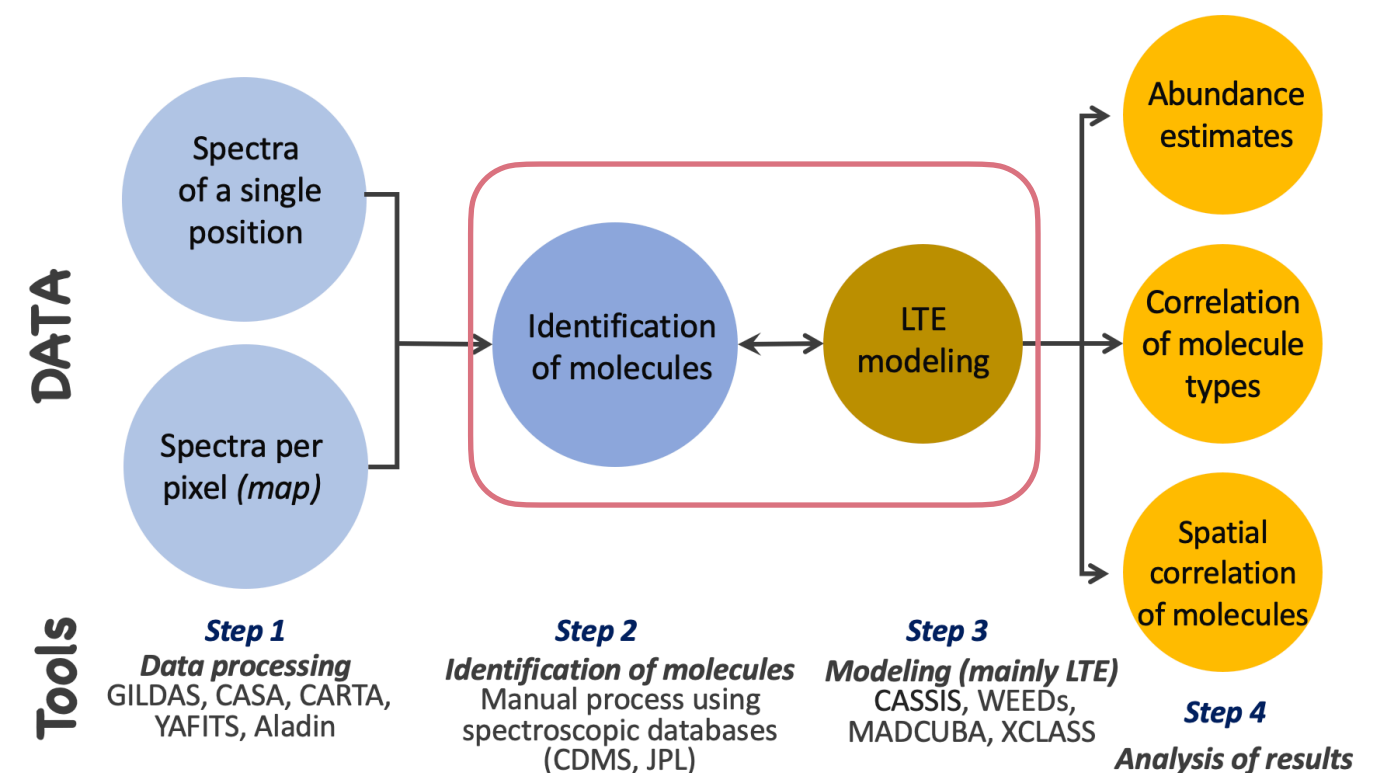 DATA
Spectra
of a single
position
Spectra per
pixel (map)
Identification
of molecules
LTE
modeling
Abundance
estimates
Correlation
of molecule
types
Spatial
correlation
of molecules
Tools
Step 1
Data processing
GILDAS, CASA, CARTA,
YAFITS, Aladin
Step 2
Identification of molecules
Manual process using
spectroscopic databases
(CDMS, JPL)
Step 3
Modeling (mainly LTE)
CASSIS, WEEDs,
MADCUBA, XCLASS
Step 4
Analysis of results